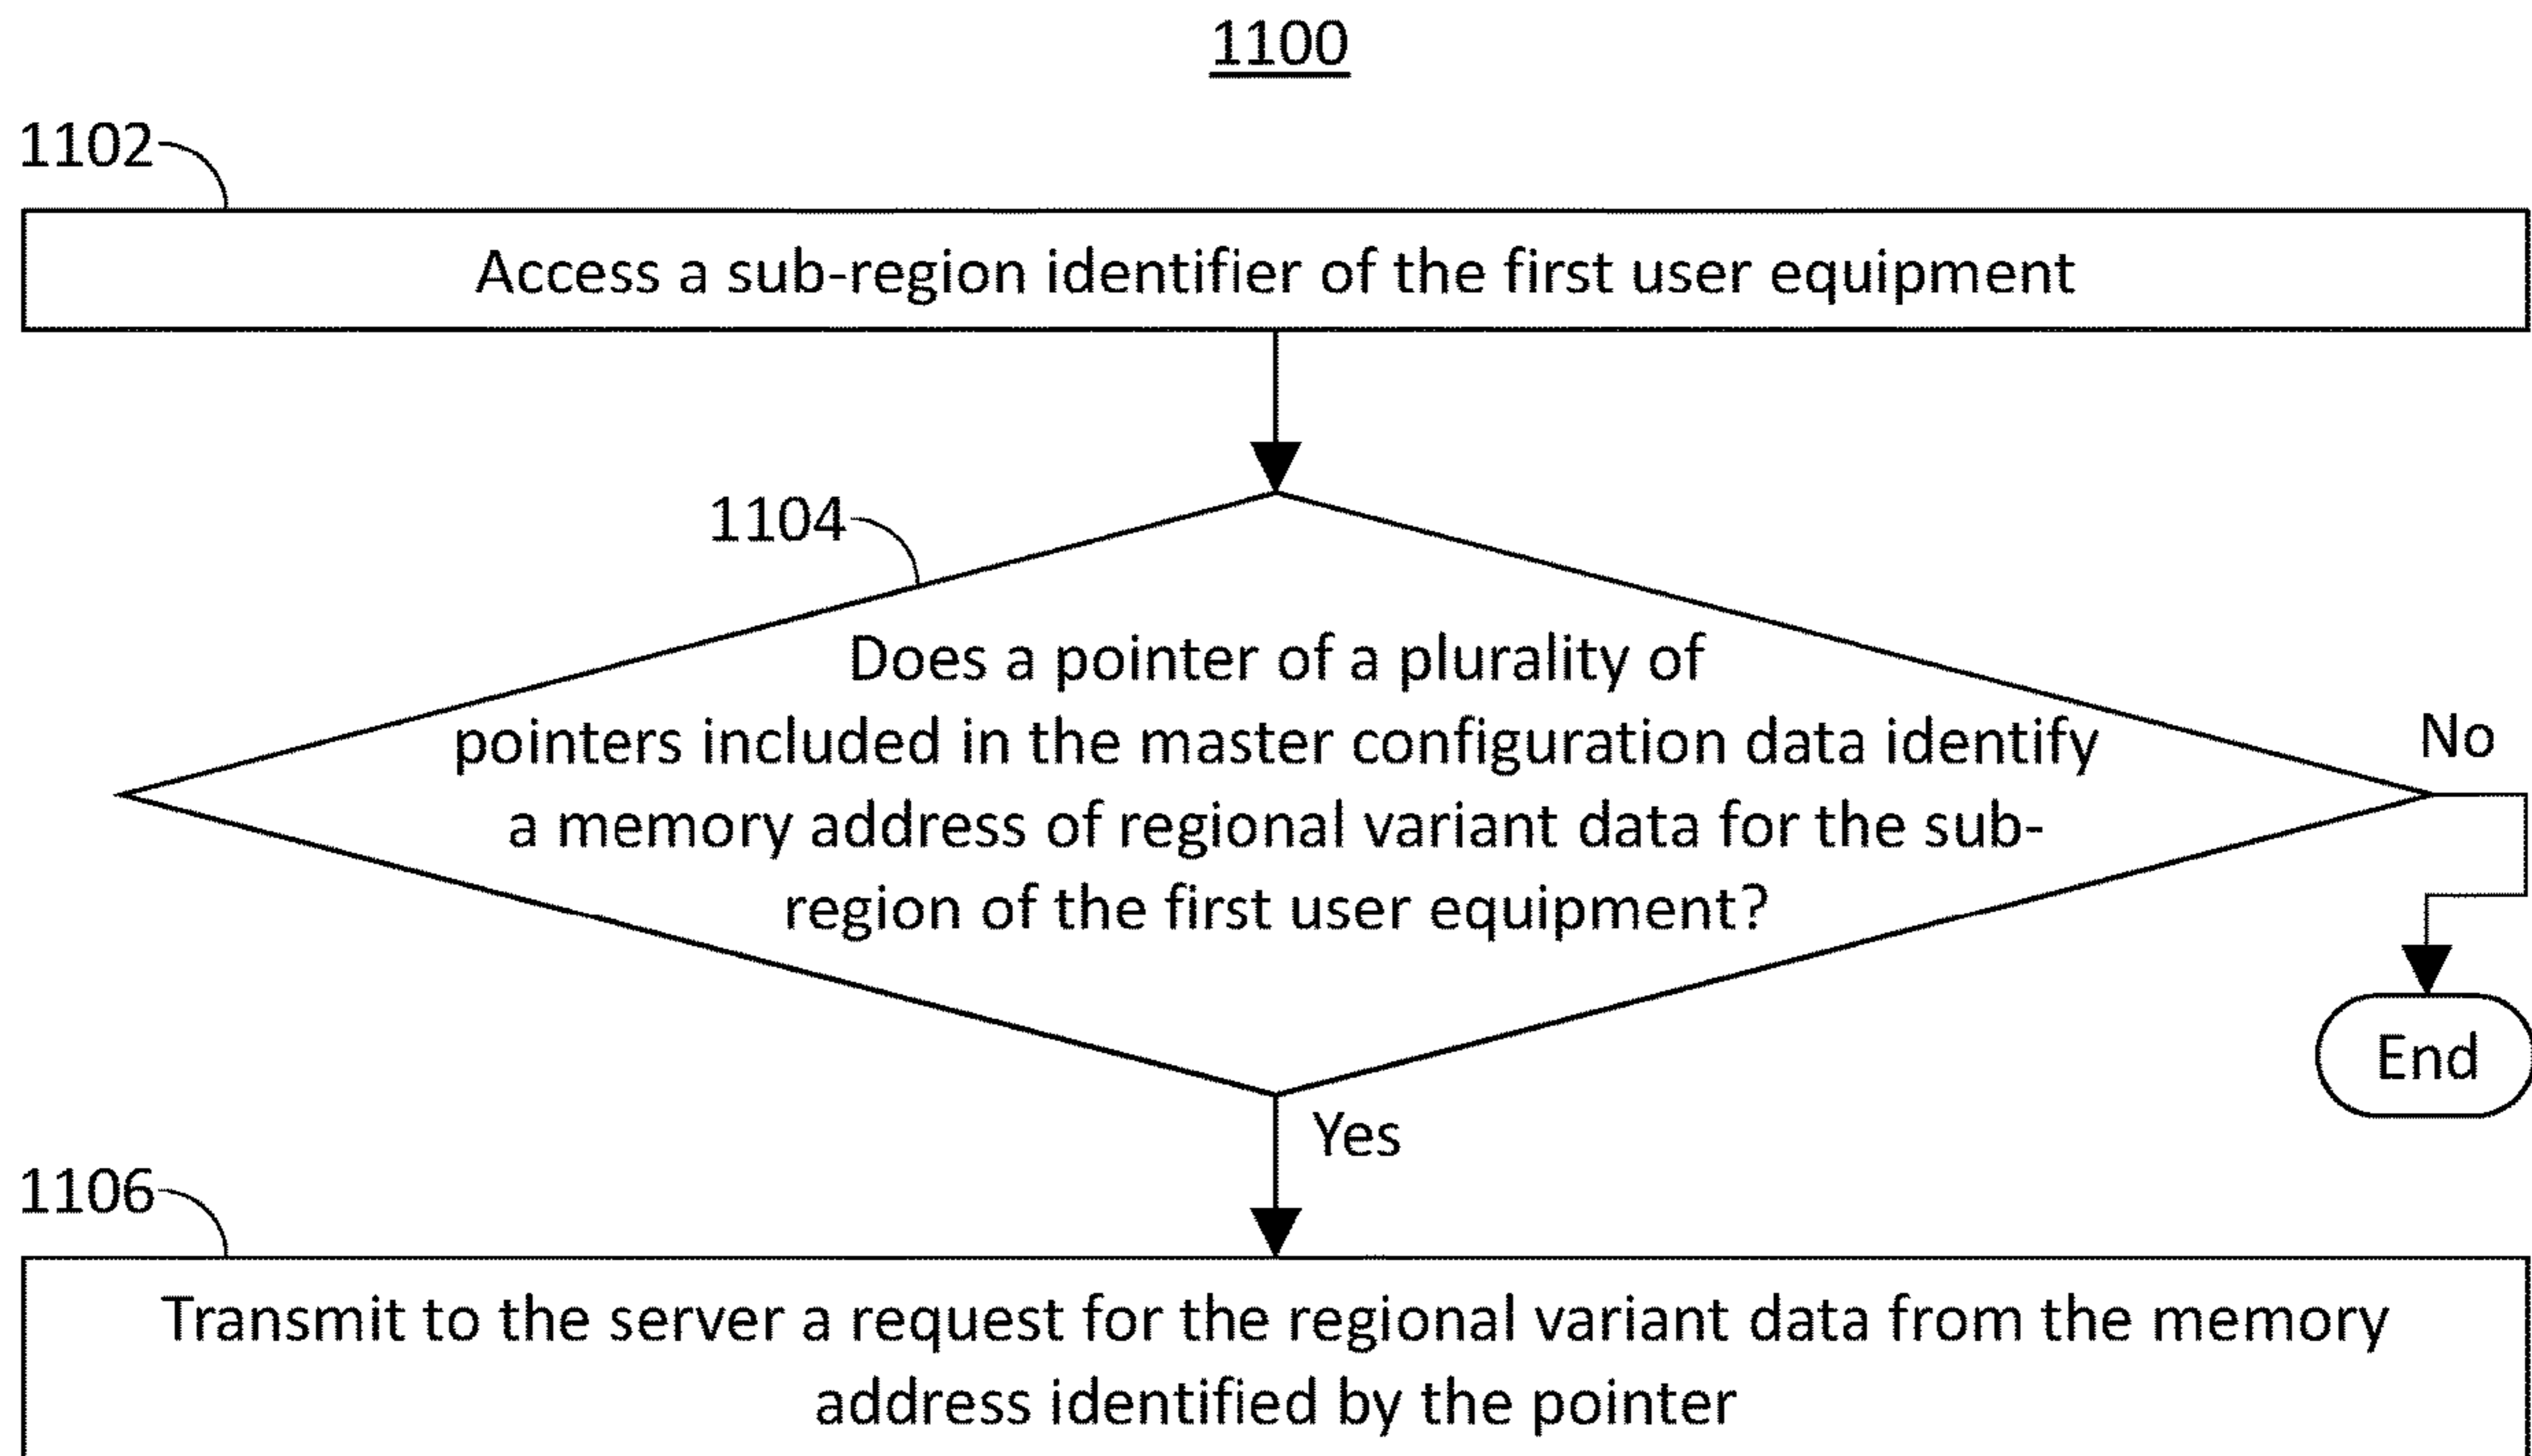 1100
1102
Access a sub-region identifier of the first user equipment
1104
Does a pointer of a plurality of
pointers included in the master configuration data identify
a memory address of regional variant data for the sub-
region of the first user equipment?
No
End
Yes
1106
Transmit to the server a request for the regional variant data from the memory
address identified by the pointer